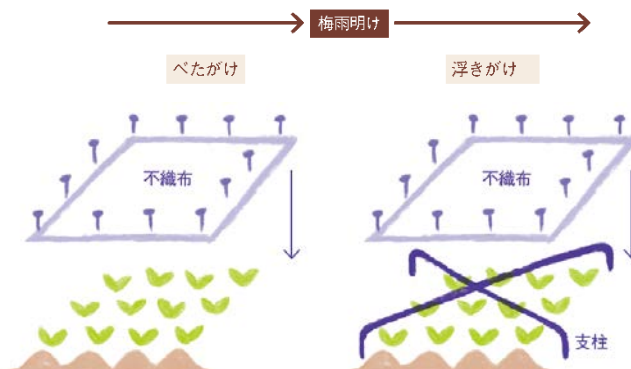 梅雨明け
べたがけ
浮きがけ
不織布
不織布
支柱